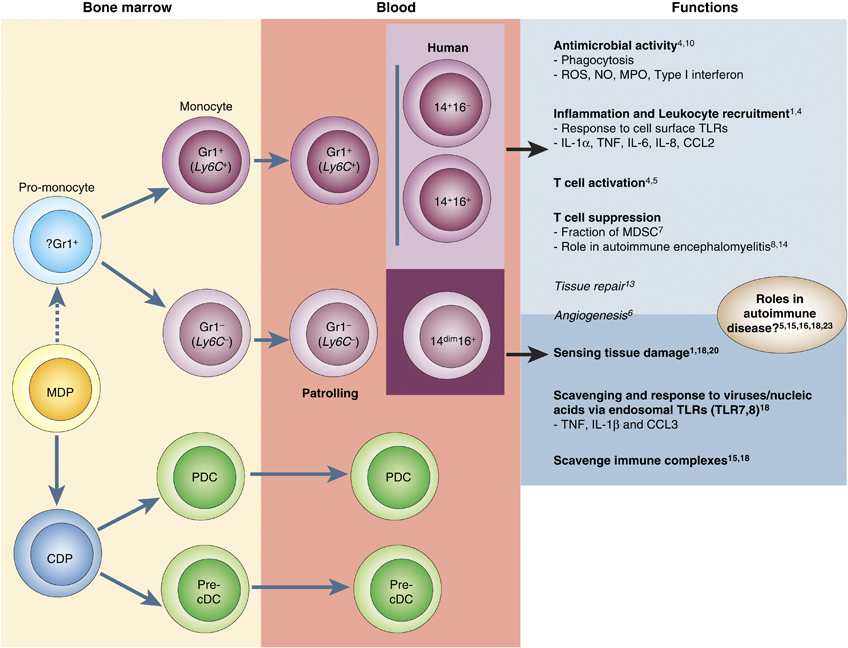 Bone marrow
Blood
Functions
Human
Antimicrobial activity4,10
- Phagocytosis
- ROS, NO, MPO, Type I interferon
Monocyte
14+16−
Gr1+
(Ly6C+)
Gr1+
(Ly6C+)
Inflammation and Leukocyte recruitment1,4
- Response to cell surface TLRs
- IL-1α, TNF, IL-6, IL-8, CCL2
Pro-monocyte
T cell activation4,5
14+16+
?Gr1+
T cell suppression
- Fraction of MDSC7
- Role in autoimmune encephalomyelitis8,14
Tissue repair13
Angiogenesis6
Roles in
autoimmune
disease?5,15,16,18,23
Gr1−
(Ly6C−)
Gr1−
(Ly6C−)
14dim16+
Sensing tissue damage1,18,20
MDP
Patrolling
Scavenging and response to viruses/nucleic
acids via endosomal TLRs (TLR7,8)18
- TNF, IL-1β and CCL3
Scavenge immune complexes15,18
PDC
PDC
CDP
Pre-
cDC
Pre-
cDC